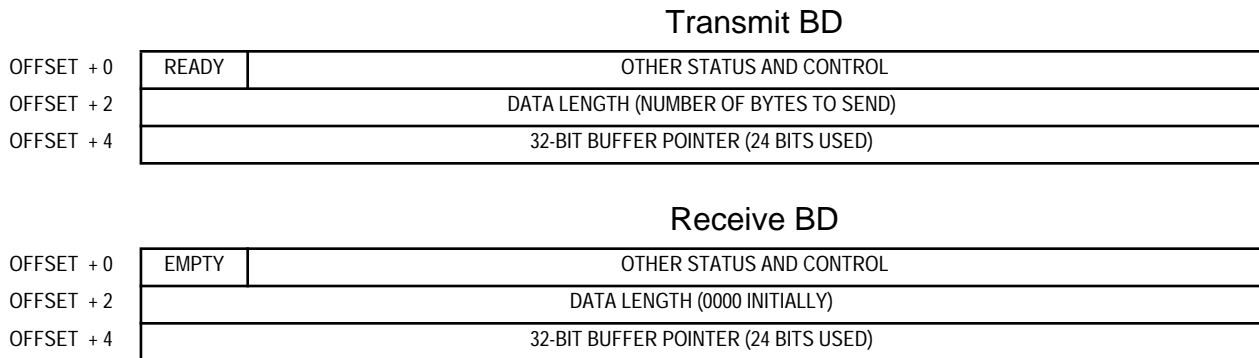 Transmit BD
OFFSET + 0 READY OTHER STATUS AND CONTROL
OFFSET + 2 DATA LENGTH (NUMBER OF BYTES TO SEND)
OFFSET + 4 32-BIT BUFFER POINTER (24 BITS USED)
Receive BD
OFFSET + 0 EMPTY OTHER STATUS AND CONTROL
OFFSET + 2 DATA LENGTH (0000 INITIALLY)
OFFSET + 4 32-BIT BUFFER POINTER (24 BITS USED)